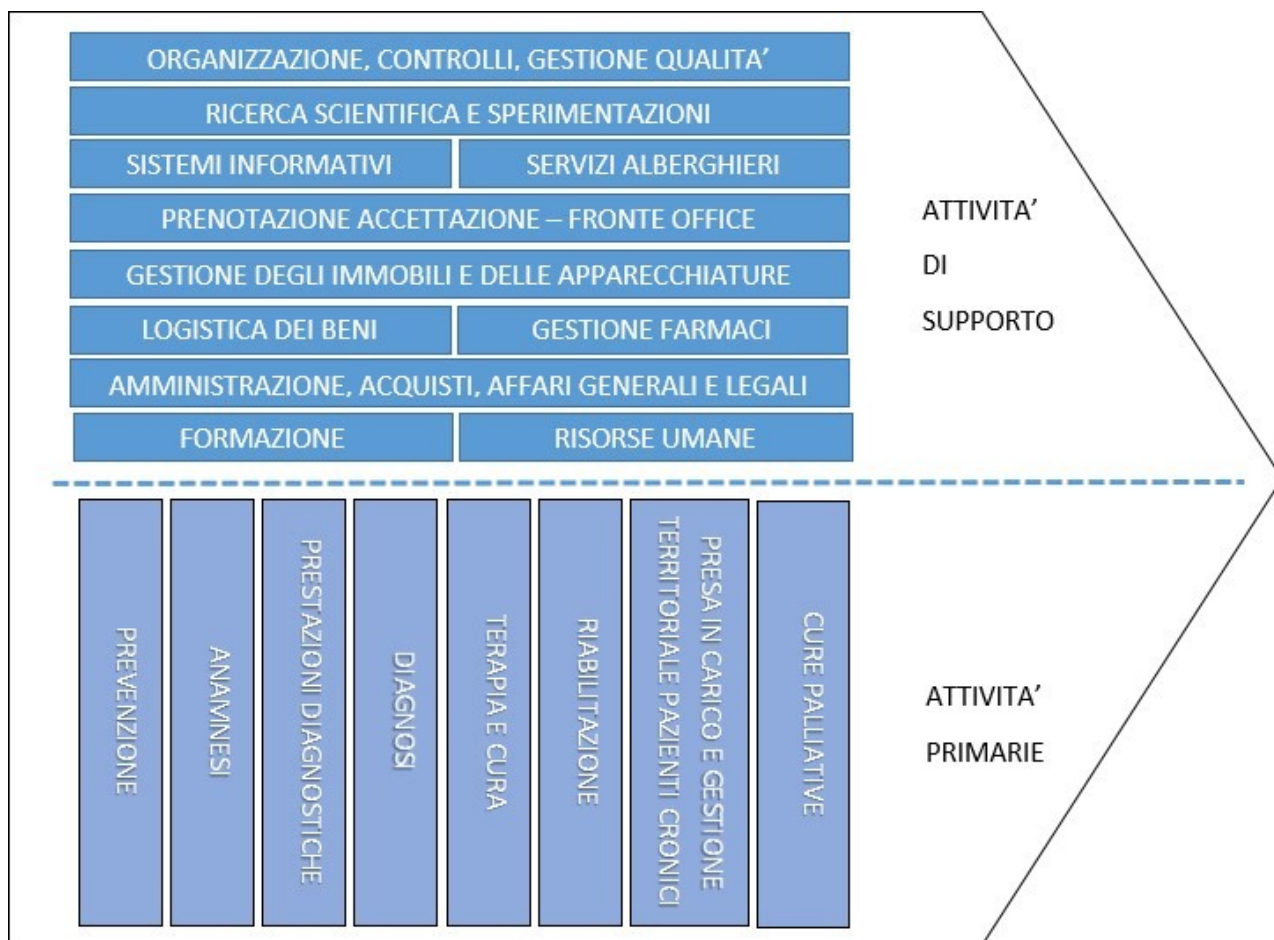 ORGANIZZAZIONE, CONTROLLI, GESTIONE QUALITA’
RICERCA SCIENTIFICA E SPERIMENTAZIONI
SISTEMI INFORMATIVI
SERVIZI ALBERGHIERI
PRENOTAZIONE ACCETTAZIONE – FRONTE OFFICE
GESTIONE DEGLI IMMOBILI E DELLE APPARECCHIATURE
LOGISTICA DEI BENI
GESTIONE FARMACI
AMMINISTRAZIONE, ACQUISTI, AFFARI GENERALI E LEGALI
FORMAZIONE
RISORSE UMANE
ATTIVITA’
DI
SUPPORTO
PREVENZIONE
ANAMNESI
PRESTAZIONI DIAGNOSTICHE
DIAGNOSI
TERAPIA E CURA
RIABILITAZIONE
PRESA IN CARICO E GESTIONE
TERRITORIALE PAZIENTI CRONICI
CURE PALLIATIVE
ATTIVITA’
PRIMARIE